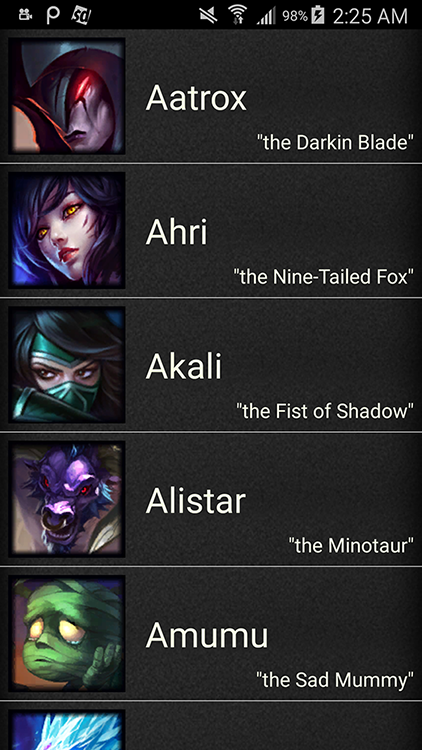 98% 2:25 AM
Aatrox
"the Darkin Blade"
Ahri
"the Nine-Tailed Fox"
Akali
"the Fist of Shadow"
Alistar
"the Minotaur"
Amumu
"the Sad Mummy"